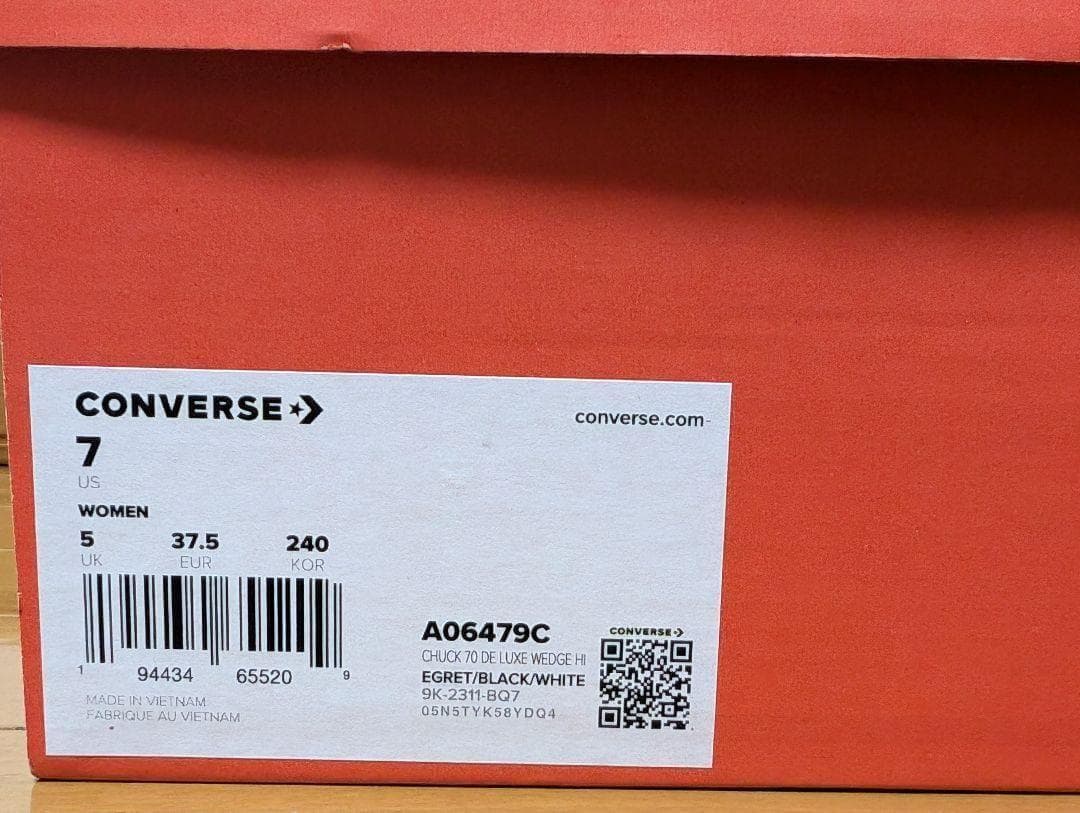 CONVERSE
converse.com
7
US
WOMEN
5 37.5 240
UK EUR KOR
1 94434 65520 9
MADE IN VIETNAM
FABRIQUE AU VIETNAM
A06479C
CHUCK 70 DE LUXE WEDGE HI
EGRET/BLACK/WHITE
9K-2311-BQ7
05N5TYK58YDQ4
CONVERSE